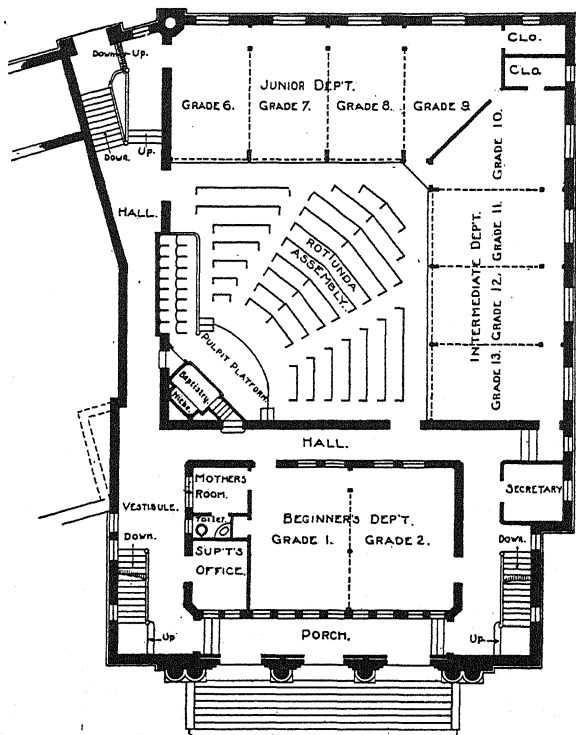 Down.
Up.
CLO.
CLO.
JUNIOR DEP'T.
GRADE 6.
GRADE 7.
GRADE 8.
GRADE 9.
GRADE 10.
Down.
Up.
HALL.
ROTUNDA
ASSEMBLY.
INTERMEDIATE DEP'T.
GRADE 11.
GRADE 12.
GRADE 13.
PULPIT PLATFORM.
Baptistry.
Niche.
HALL.
MOTHERS
ROOM.
SECRETARY
VESTIBULE.
Toilet.
BEGINNER'S DEP'T.
GRADE 1.
GRADE 2.
Down.
SUP'T'S
OFFICE.
Down.
Up
PORCH.
Up.